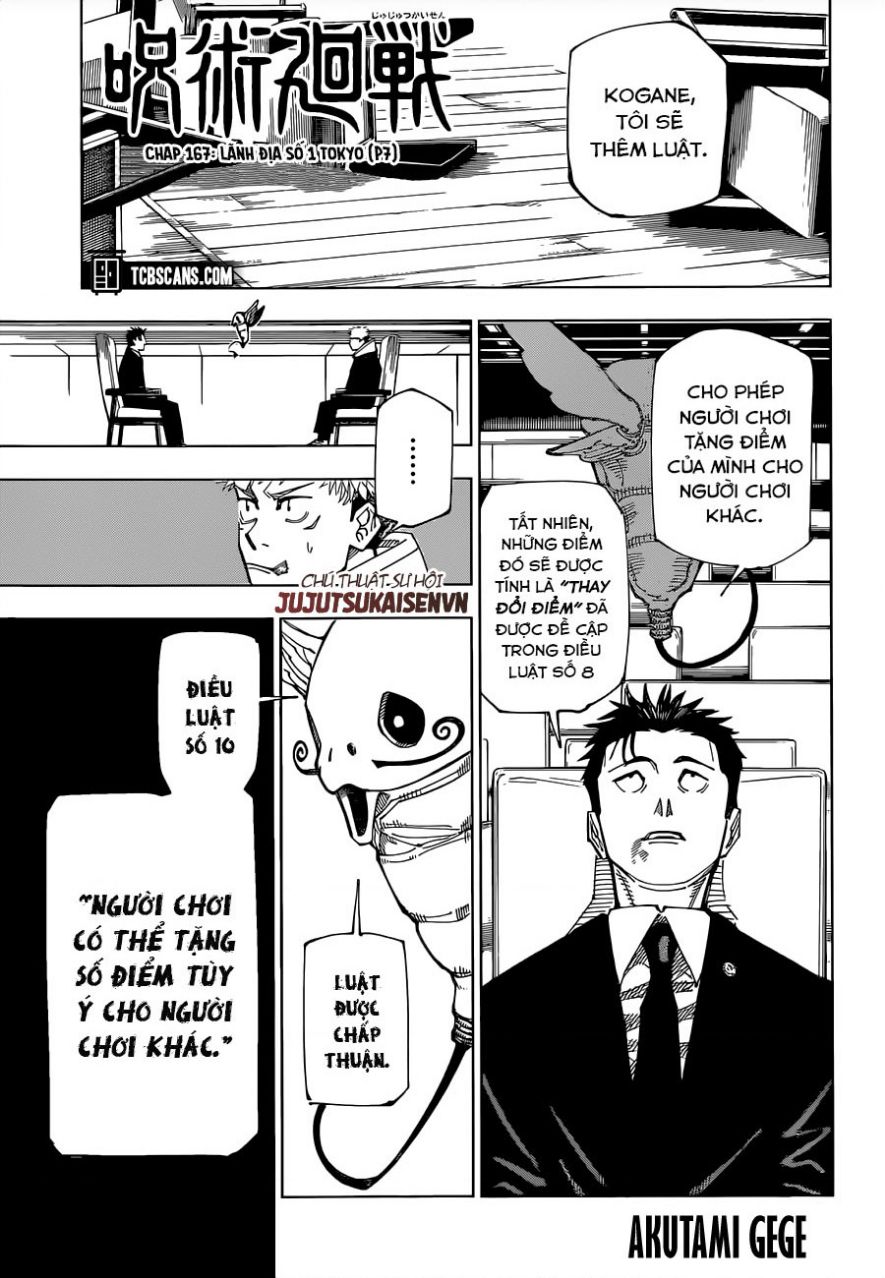 じゅじゅつかいせん
呪術廻戦
CHAP 167: LÃNH ĐỊA SỐ 1 TOKYO (P7)
TCBSCANS.COM
KOGANE,
TÔI SẼ
THÊM LUẬT.
CHO PHÉP
NGƯỜI CHƠI
TẶNG ĐIỂM
CỦA MÌNH CHO
NGƯỜI CHƠI
KHÁC.
TẤT NHIÊN,
NHỮNG ĐIỂM
ĐÓ SẼ ĐƯỢC
TÍNH LÀ "THAY
ĐỔI ĐIỂM" ĐÃ
ĐƯỢC ĐỀ CẬP
TRONG ĐIỀU
LUẬT SỐ 8
.......
CHÚ THUẬT SƯ HỘI
JUJUTSUKAISENVN
LUẬT
ĐƯỢC
CHẤP
THUẬN.
ĐIỀU
LUẬT
SỐ 10
"NGƯỜI CHƠI
CÓ THỂ TẶNG
SỐ ĐIỂM TÙY
Ý CHO NGƯỜI
CHƠI KHÁC."
AKUTAMI GEGE